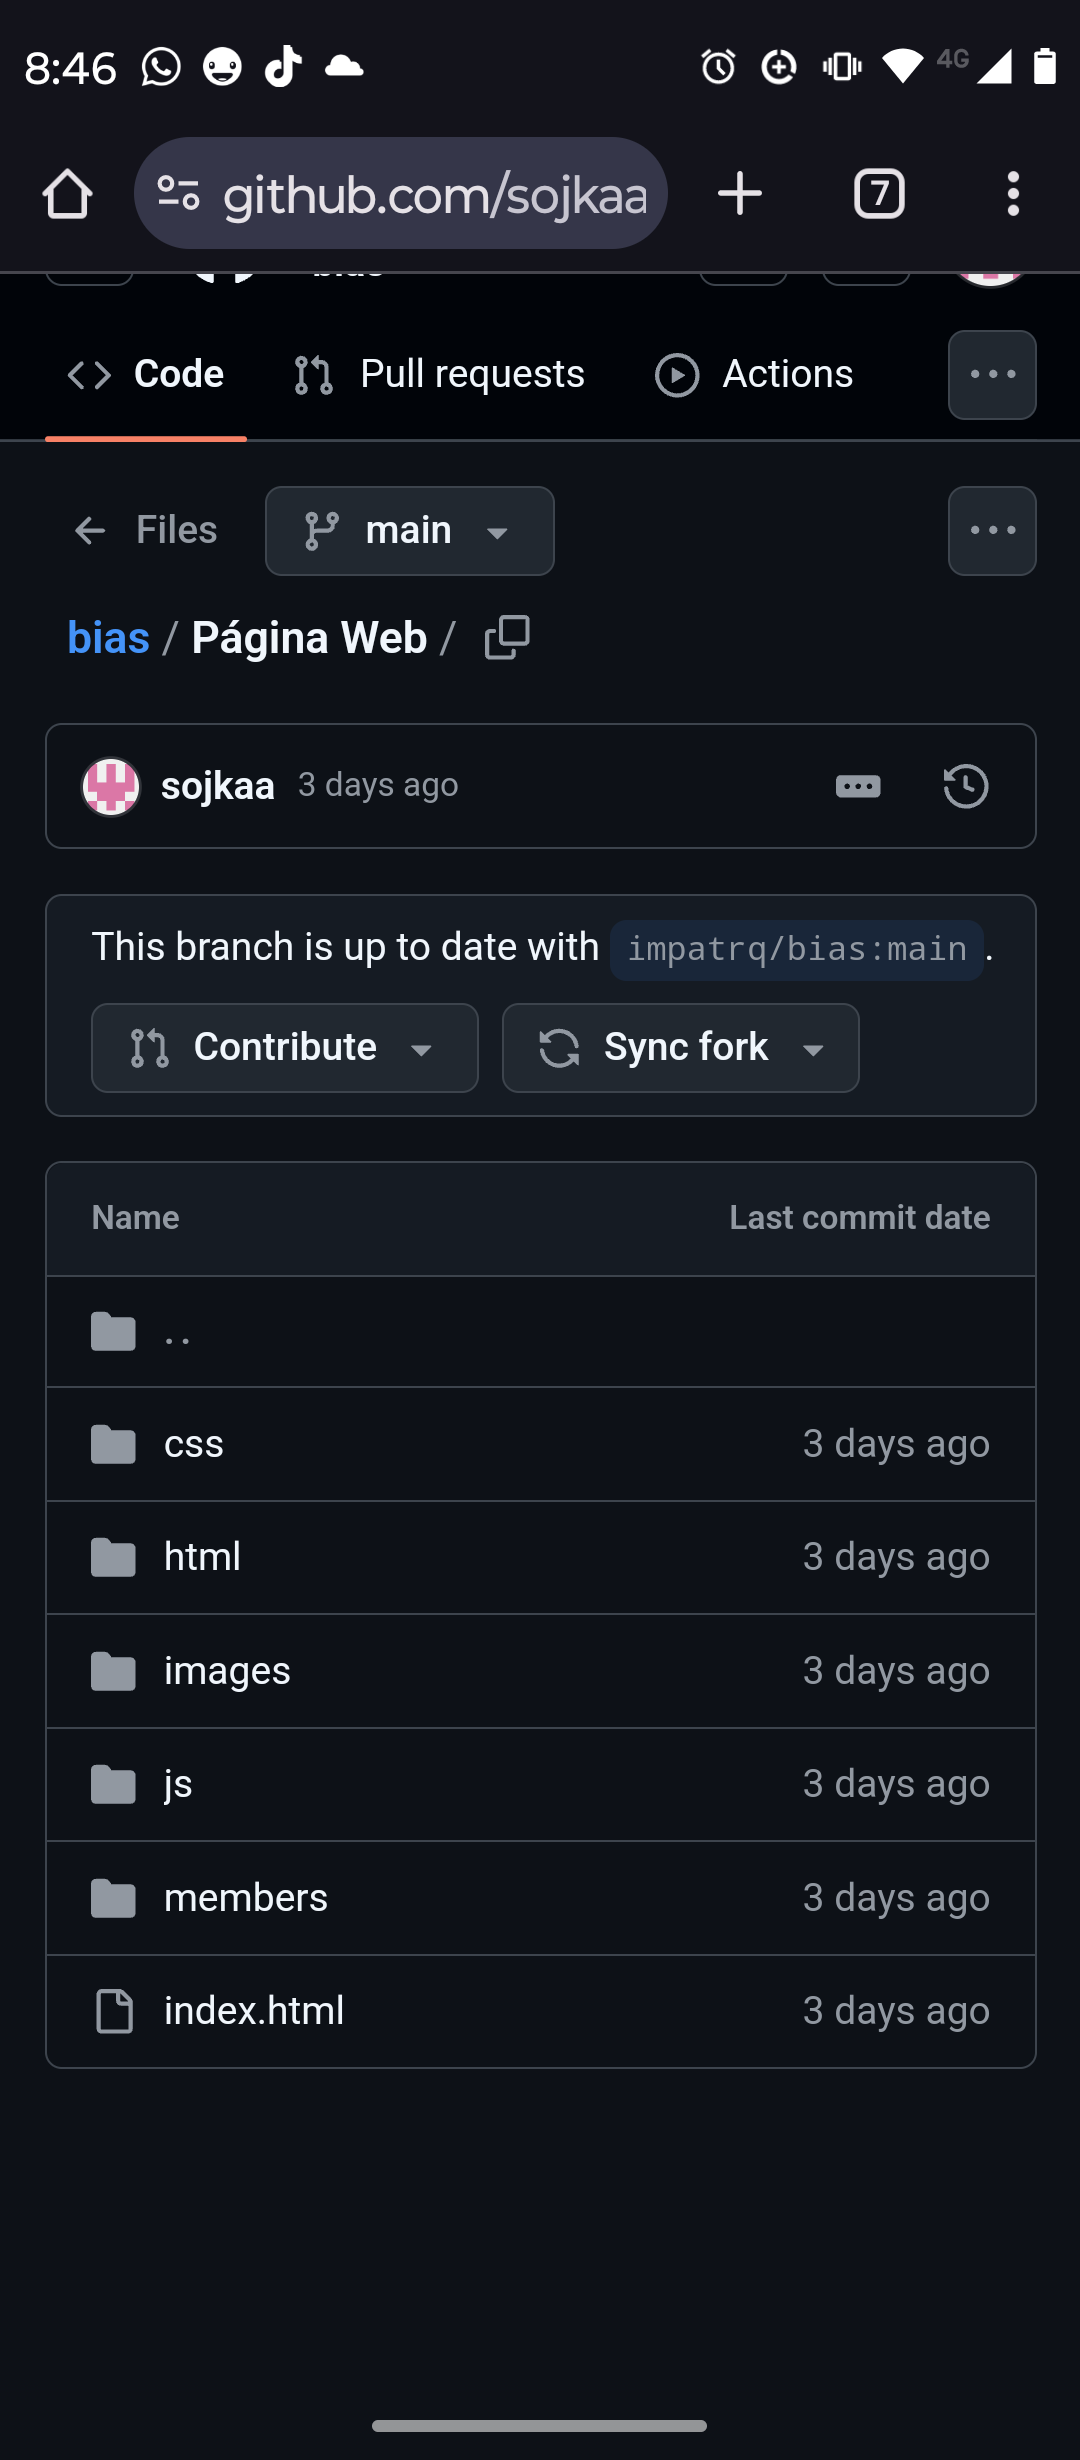 8:46
4G
github.com/sojkaa
7
Code
Pull requests
Actions
Files
main
bias / Página Web /
sojkaa 3 days ago
This branch is up to date with impatrq/bias:main .
Contribute
Sync fork
Name Last commit date
..
css 3 days ago
html 3 days ago
images 3 days ago
js 3 days ago
members 3 days ago
index.html 3 days ago